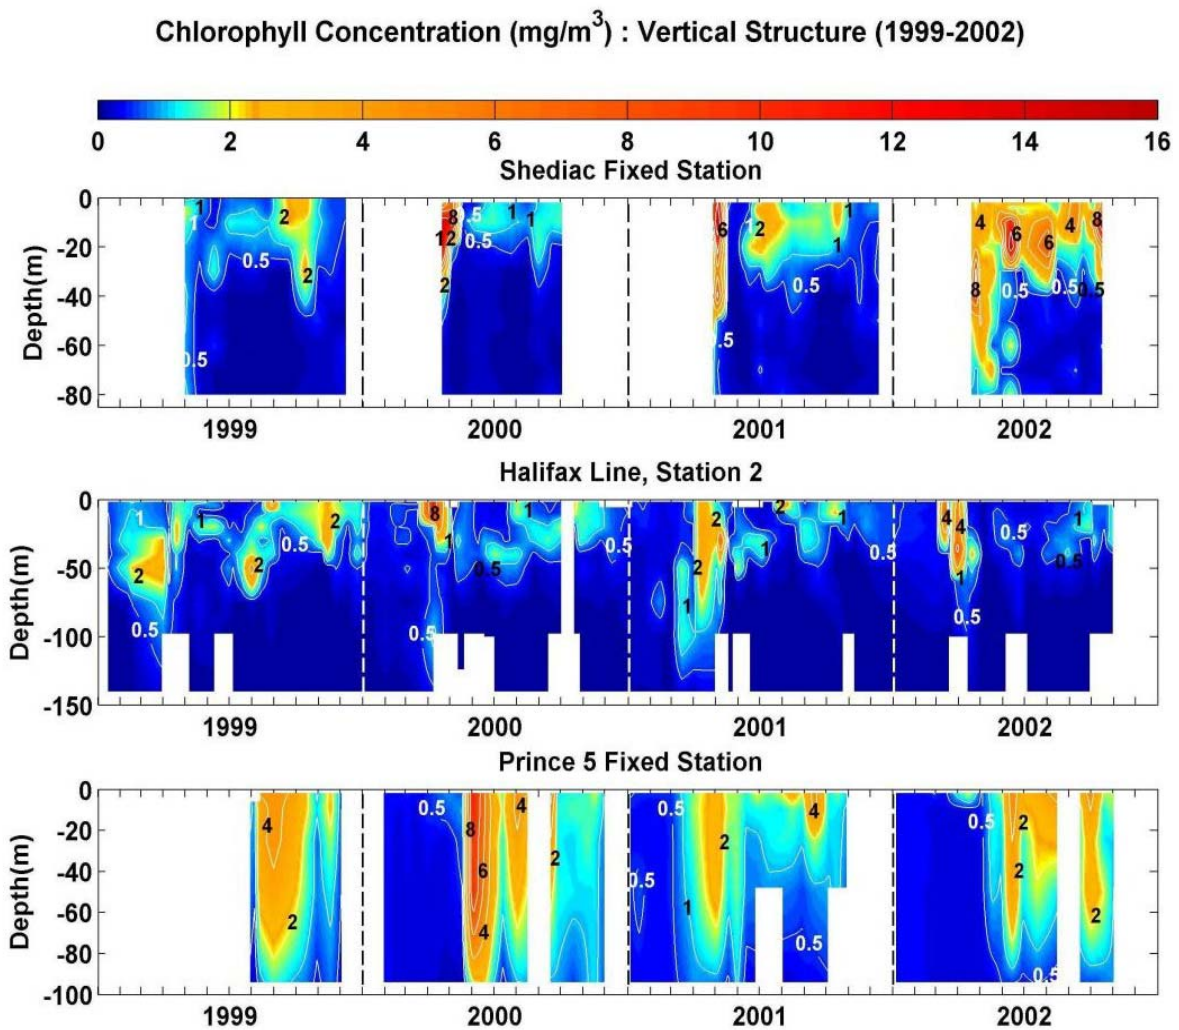 Chlorophyll Concentration (mg/m³) : Vertical Structure (1999-2002)
0 2 4 6 8 10 12 14 16
Shediac Fixed Station
Depth(m)
0
-20
-40
-60
-80
1 1 2 2 0.5 0.5
12 8 2 0.5 0.5 1 1
6 0.5 1 2 0.5 1 1
4 8 6 6 0.5 4 0.5 8 0.5
1999 2000 2001 2002
Halifax Line, Station 2
Depth(m)
0
-50
-100
-150
1 2 0.5 1 2 0.5 2
8 1 0.5 0.5 1 0.5
0.5 1 2 2 1 2 1
4 4 1 0.5 0.5 1 0.5
1999 2000 2001 2002
Prince 5 Fixed Station
Depth(m)
0
-20
-40
-60
-80
-100
4 2
0.5 8 6 4 4 2
0.5 0.5 1 2 4 0.5
0.5 2 2 0.5 2
1999 2000 2001 2002